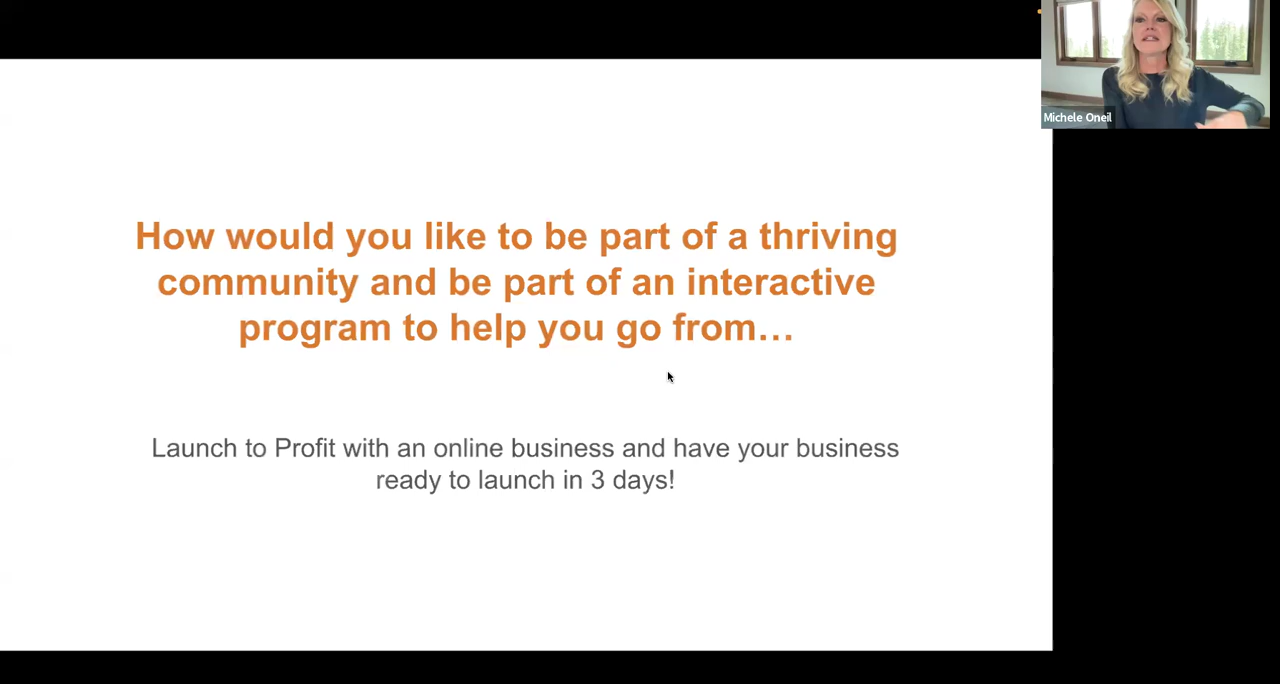 Michele Oneil
How would you like to be part of a thriving
community and be part of an interactive
program to help you go from…
Launch to Profit with an online business and have your business
ready to launch in 3 days!